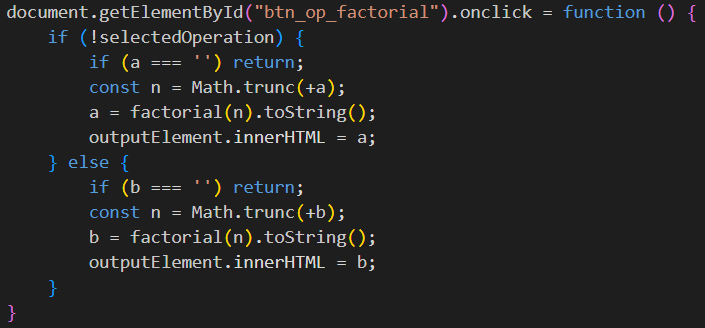 document.getElementById("btn_op_factorial").onclick = function () {
    if (!selectedOperation) {
        if (a === '') return;
        const n = Math.trunc(+a);
        a = factorial(n).toString();
        outputElement.innerHTML = a;
    } else {
        if (b === '') return;
        const n = Math.trunc(+b);
        b = factorial(n).toString();
        outputElement.innerHTML = b;
    }
}